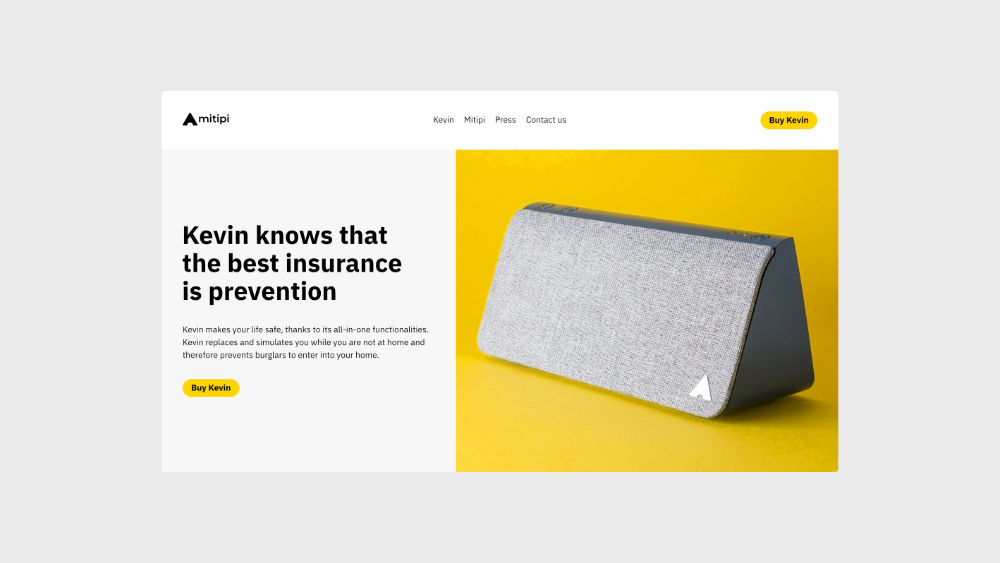 mitipi
Kevin Mitipi Press Contact us
Buy Kevin
Kevin knows that
the best insurance
is prevention
Kevin makes your life safe, thanks to its all-in-one functionalities.
Kevin replaces and simulates you while you are not at home and
therefore prevents burglars to enter into your home.
Buy Kevin